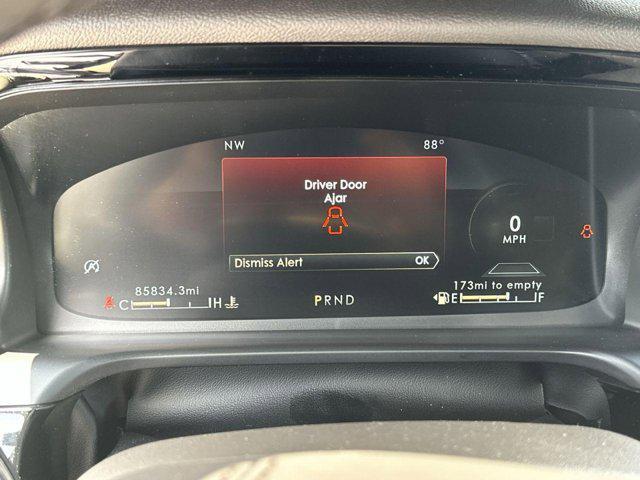 NW 88°
Driver Door
Ajar
Dismiss Alert OK
0
MPH
85834.3mi
173mi to empty
C H
PRND
E F